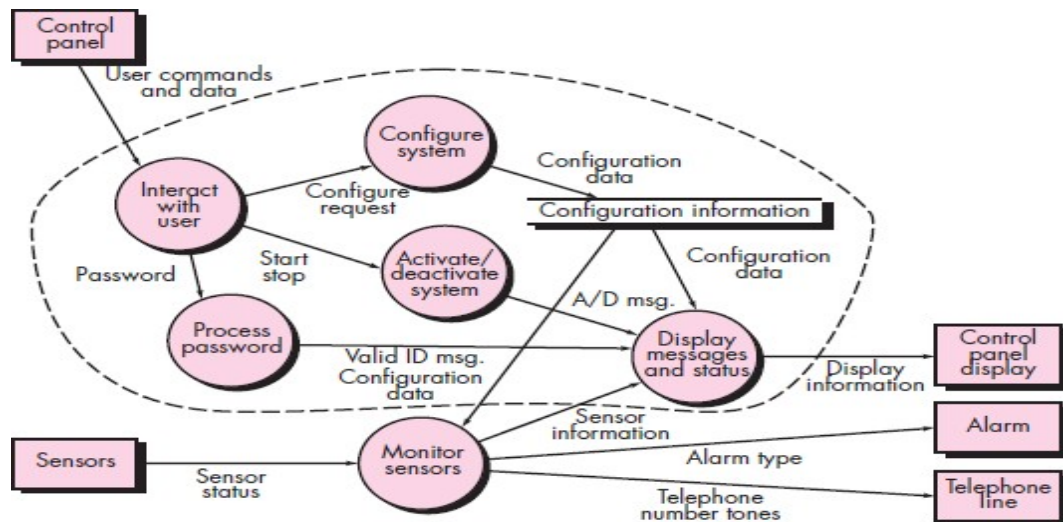 Control
panel
User commands
and data
Configure
system
Configuration
data
Interact
with
user
Configure
request
Configuration information
Start
stop
Activate/
deactivate
system
Configuration
data
Password
A/D msg.
Process
password
Valid ID msg.
Display
messages
and status
Control
panel
display
Display
information
Configuration
data
Sensor
information
Alarm
Sensors
Sensor
status
Monitor
sensors
Alarm type
Telephone
number tones
Telephone
line